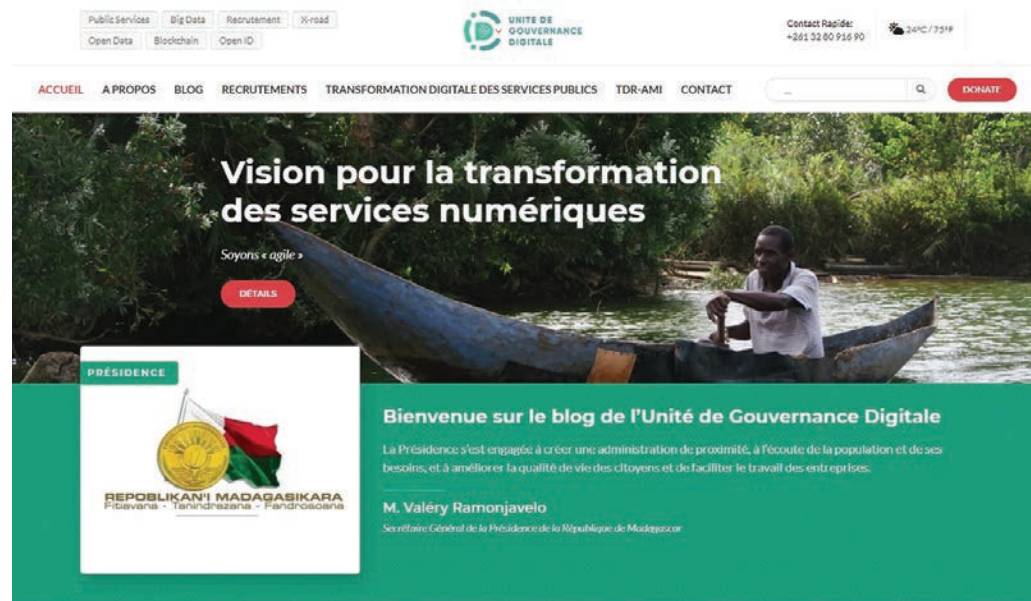 Public Services Big Data Recrutement X-road
Open Data Blockchain Open ID
UNITE DE
GOUVERNANCE
DIGITALE
Contact Rapide:
+261 32 80 916 90
24°C / 75°F
ACCUEIL A PROPOS BLOG RECRUTEMENTS TRANSFORMATION DIGITALE DES SERVICES PUBLICS TDR-AMI CONTACT ... DONATE
Vision pour la transformation
des services numériques
Soyons « agile »
DÉTAILS
PRÉSIDENCE
REPOBLIKAN'I MADAGASIKARA
Fitiavana - Tanindrazana - Fandrosoana
Bienvenue sur le blog de l'Unité de Gouvernance Digitale
La Présidence s'est engagée à créer une administration de proximité, à l'écoute de la population et de ses
besoins, et à améliorer la qualité de vie des citoyens et de faciliter le travail des entreprises.
M. Valéry Ramonjavelo
Secrétaire Général de la Présidence de la République de Madagascar